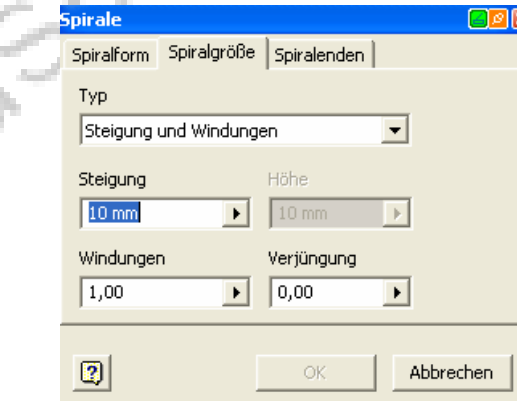 Spirale
Spiralform Spiralgröße Spiralenden
Typ
Steigung und Windungen
Steigung Höhe
10 mm 10 mm
Windungen Verjüngung
1,00 0,00
OK Abbrechen